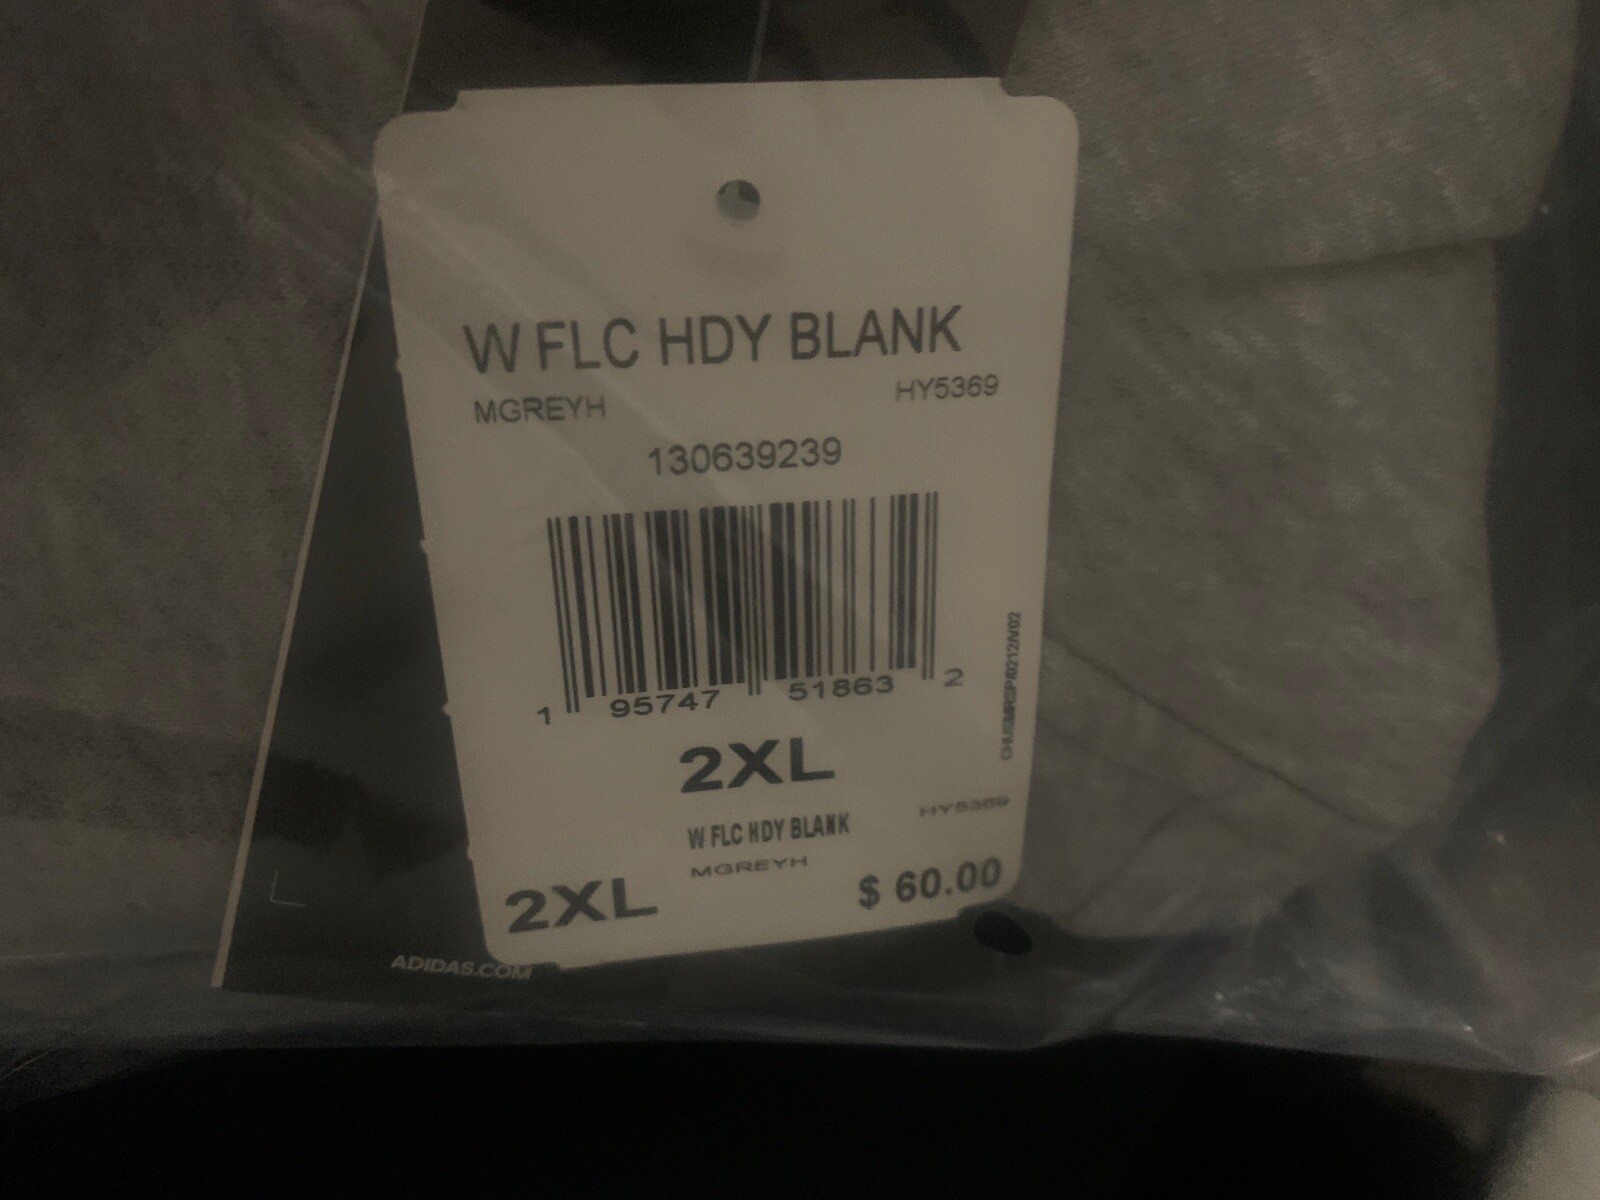 W FLC HDY BLANK
MGREYH HY5369
130639239
1 95747 51863 2
2XL
W FLC HDY BLANK HY5369
MGREYH
2XL $ 60.00
ADIDAS.COM